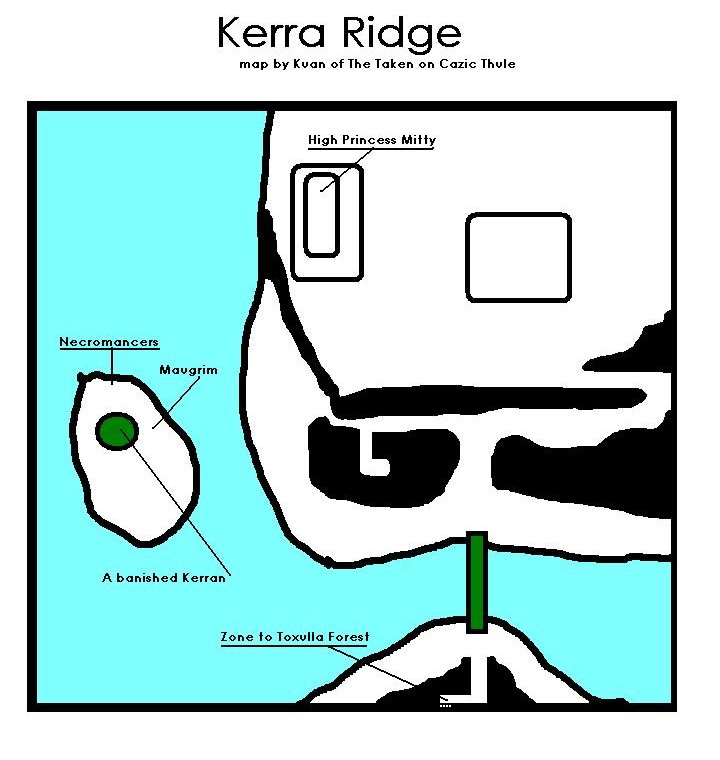 Kerra Ridge
map by Kuan of The Taken on Cazic Thule
High Princess Mitty
Necromancers
Maugrim
A banished Kerran
Zone to Toxulla Forest